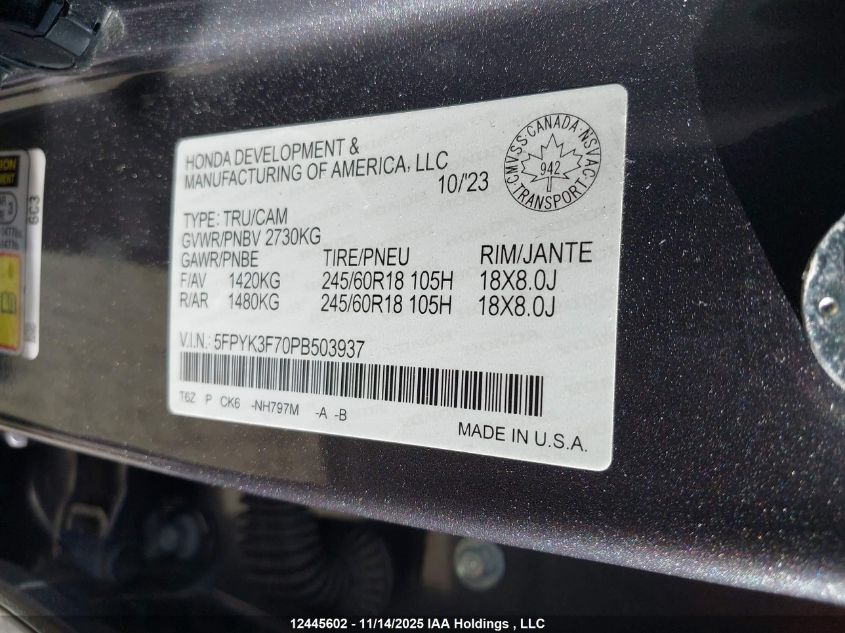 HONDA DEVELOPMENT &
MANUFACTURING OF AMERICA, LLC
10/'23
CMVSS · CANADA · NSVAC
942
TRANSPORT
TYPE: TRU/CAM
GVWR/PNBV 2730KG
GAWR/PNBE TIRE/PNEU RIM/JANTE
F/AV 1420KG 245/60R18 105H 18X8.0J
R/AR 1480KG 245/60R18 105H 18X8.0J
V.I.N.: 5FPYK3F70PB503937
T6Z P CK6 -NH797M -A -B
MADE IN U.S.A.
6C3
12445602 - 11/14/2025 IAA Holdings , LLC